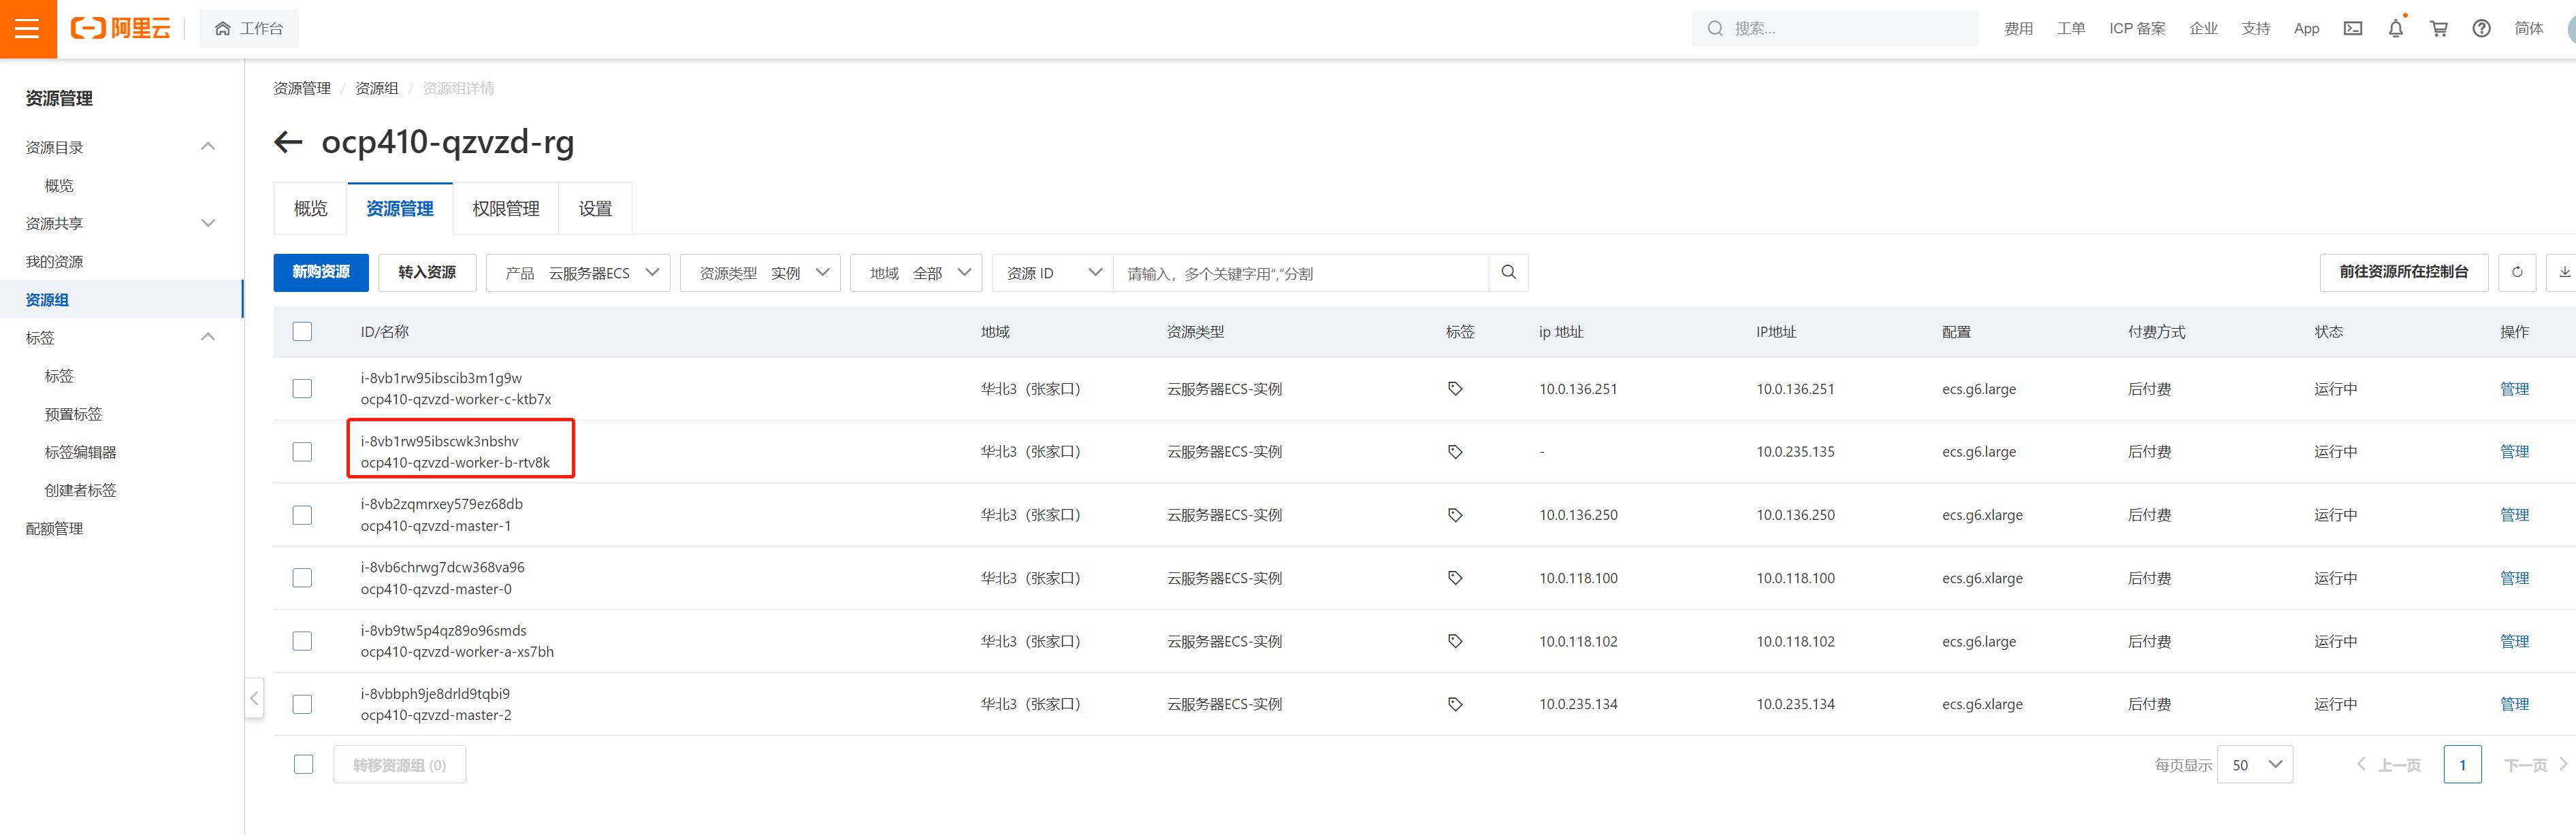 阿里云
工作台
搜索...
费用
工单
ICP 备案
企业
支持
App
简体
资源管理
资源目录
概览
资源共享
我的资源
资源组
标签
标签
预置标签
标签编辑器
创建者标签
配额管理
资源管理 / 资源组 / 资源组详情
ocp410-qzvzd-rg
概览
资源管理
权限管理
设置
新购资源
转入资源
产品 云服务器ECS
资源类型 实例
地域 全部
资源 ID
请输入，多个关键字用“,”分割
前往资源所在控制台
ID/名称 地域 资源类型 标签 ip 地址 IP地址 配置 付费方式 状态 操作
i-8vb1rw95ibscib3m1g9w
ocp410-qzvzd-worker-c-ktb7x
华北3（张家口） 云服务器ECS-实例 10.0.136.251 10.0.136.251 ecs.g6.large 后付费 运行中 管理
i-8vb1rw95ibscwk3nbshv
ocp410-qzvzd-worker-b-rtv8k
华北3（张家口） 云服务器ECS-实例 - 10.0.235.135 ecs.g6.large 后付费 运行中 管理
i-8vb2zqmrxey579ez68db
ocp410-qzvzd-master-1
华北3（张家口） 云服务器ECS-实例 10.0.136.250 10.0.136.250 ecs.g6.xlarge 后付费 运行中 管理
i-8vb6chrwg7dcw368va96
ocp410-qzvzd-master-0
华北3（张家口） 云服务器ECS-实例 10.0.118.100 10.0.118.100 ecs.g6.xlarge 后付费 运行中 管理
i-8vb9tw5p4qz89o96smds
ocp410-qzvzd-worker-a-xs7bh
华北3（张家口） 云服务器ECS-实例 10.0.118.102 10.0.118.102 ecs.g6.large 后付费 运行中 管理
i-8vbbph9je8drld9tqbi9
ocp410-qzvzd-master-2
华北3（张家口） 云服务器ECS-实例 10.0.235.134 10.0.235.134 ecs.g6.xlarge 后付费 运行中 管理
转移资源组 (0)
每页显示 50
上一页 1 下一页